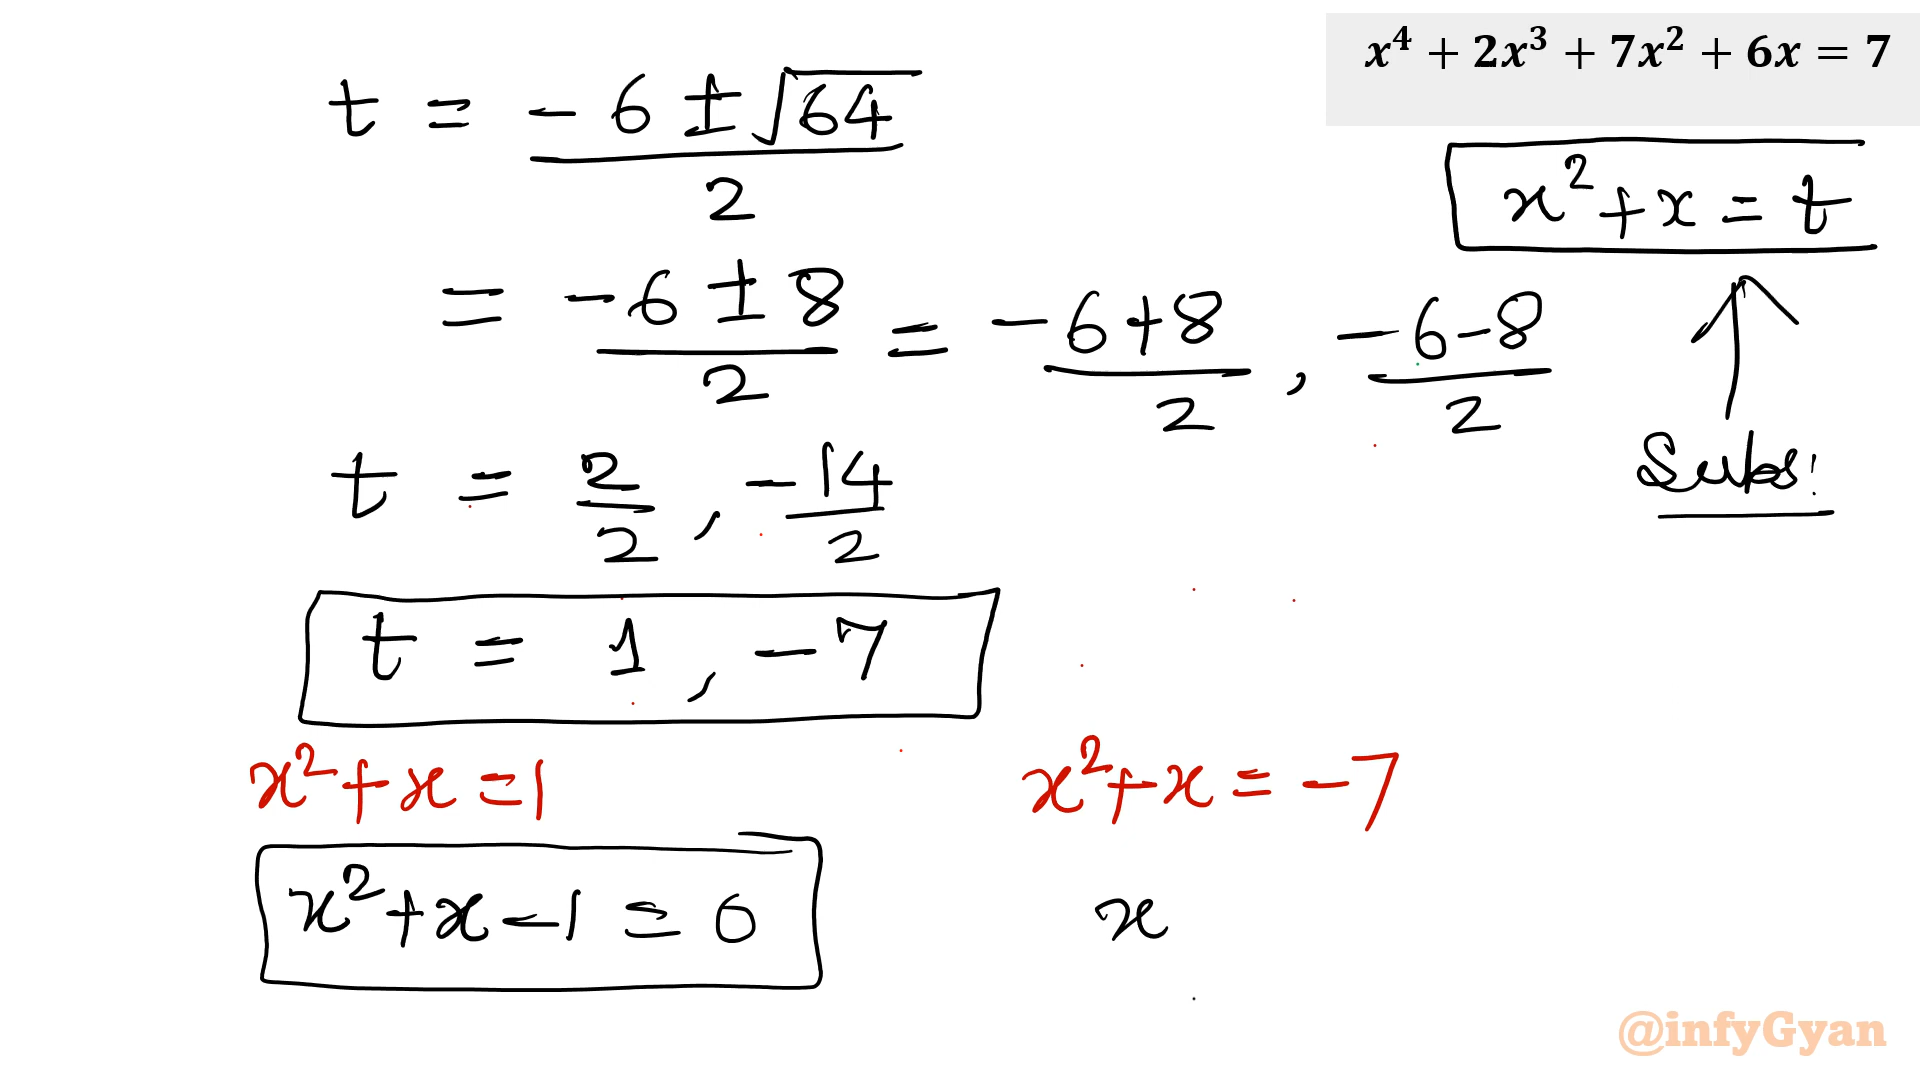 x⁴ + 2x³ + 7x² + 6x = 7
t = (-6 ± √64)/2
x² + x = t
= (-6 ± 8)/2 = (-6+8)/2 , (-6-8)/2
Subs!
t = 2/2 , -14/2
t = 1 , -7
x² + x = 1
x² + x = -7
x² + x - 1 = 0
x
@infyGyan